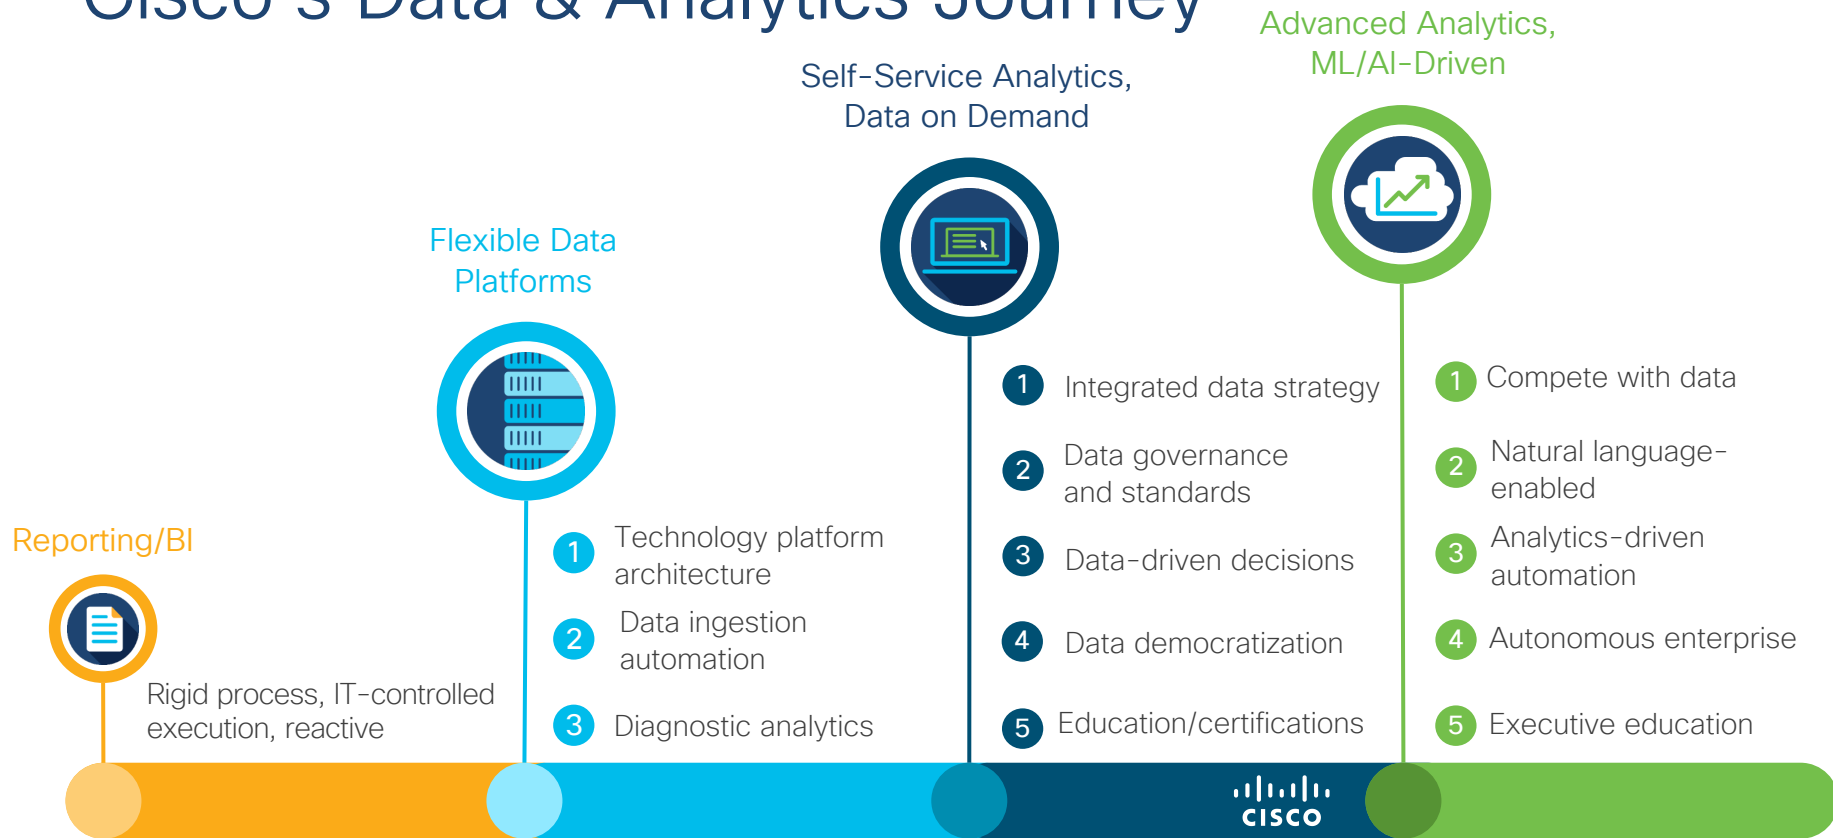 Cisco's Data & Analytics Journey
Advanced Analytics,
ML/AI-Driven
Self-Service Analytics,
Data on Demand
Flexible Data
Platforms
Reporting/BI
Rigid process, IT-controlled
execution, reactive
1 Technology platform
architecture
2 Data ingestion
automation
3 Diagnostic analytics
1 Integrated data strategy
2 Data governance
and standards
3 Data-driven decisions
4 Data democratization
5 Education/certifications
1 Compete with data
2 Natural language-
enabled
3 Analytics-driven
automation
4 Autonomous enterprise
5 Executive education
CISCO